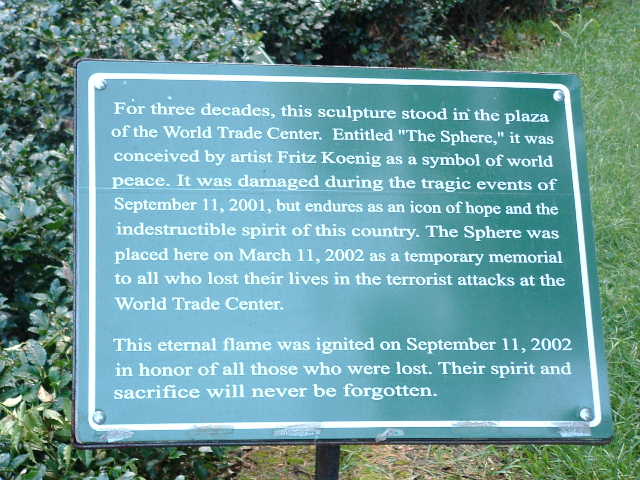 For three decades, this sculpture stood in the plaza
of the World Trade Center. Entitled "The Sphere," it was
conceived by artist Fritz Koenig as a symbol of world
peace. It was damaged during the tragic events of
September 11, 2001, but endures as an icon of hope and the
indestructible spirit of this country. The Sphere was
placed here on March 11, 2002 as a temporary memorial
to all who lost their lives in the terrorist attacks at the
World Trade Center.
This eternal flame was ignited on September 11, 2002
in honor of all those who were lost. Their spirit and
sacrifice will never be forgotten.